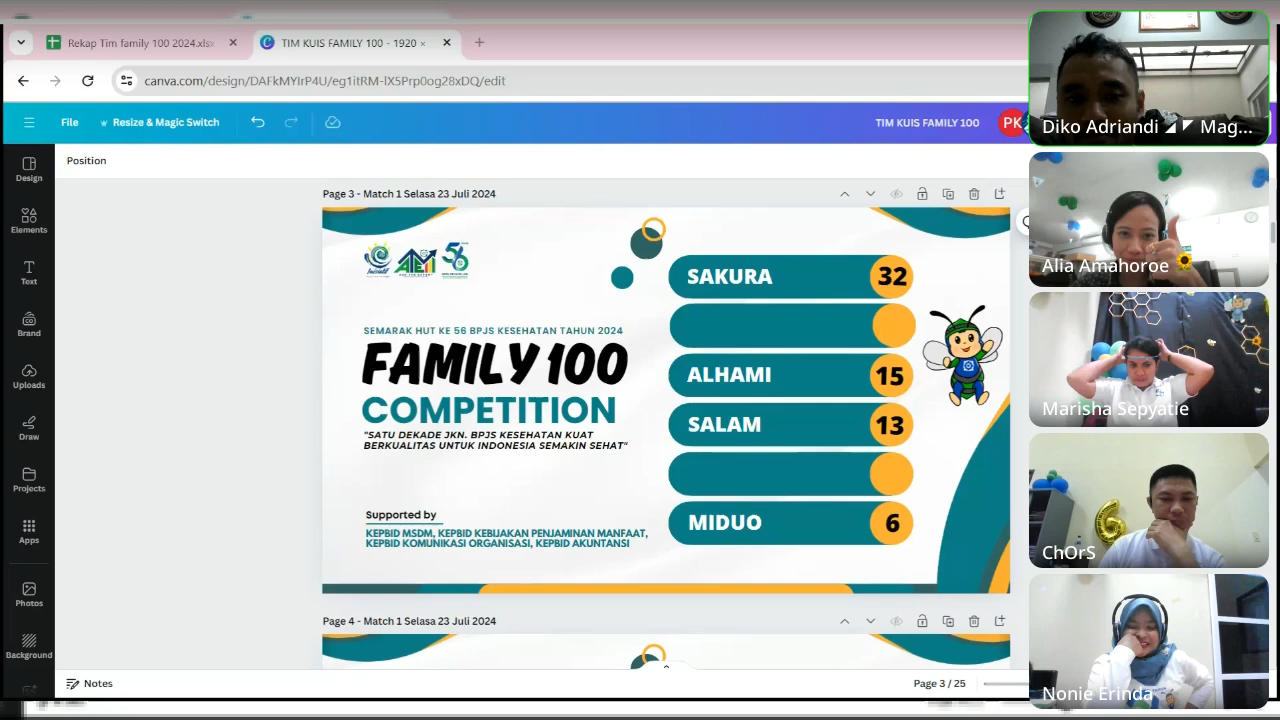 Rekap Tim family 100 2024.xls
TIM KUIS FAMILY 100 - 1920 ×
canva.com/design/DAFkMYIrP4U/eg1ifRM-lX5Prp0og28xDQ/edit
File
Resize & Magic Switch
TIM KUIS FAMILY 100
PK
Position
Design
Elements
Text
Brand
Uploads
Draw
Projects
Apps
Photos
Background
Page 3 - Match 1 Selasa 23 Juli 2024
SEMARAK HUT KE 56 BPJS KESEHATAN TAHUN 2024
FAMILY 100
COMPETITION
"SATU DEKADE JKN. BPJS KESEHATAN KUAT
BERKUALITAS UNTUK INDONESIA SEMAKIN SEHAT"
Supported by
KEPBID MSDM, KEPBID KEBIJAKAN PENJAMINAN MANFAAT,
KEPBID KOMUNIKASI ORGANISASI, KEPBID AKUNTANSI
SAKURA 32
ALHAMI 15
SALAM 13
MIDUO 6
Page 4 - Match 1 Selasa 23 Juli 2024
Notes
Page 3 / 25
Diko Adriandi ◢ ◤ Mag...
Alia Amahoroe 🌻
Marisha Sepyatie
ChOrS
Nonie Erinda